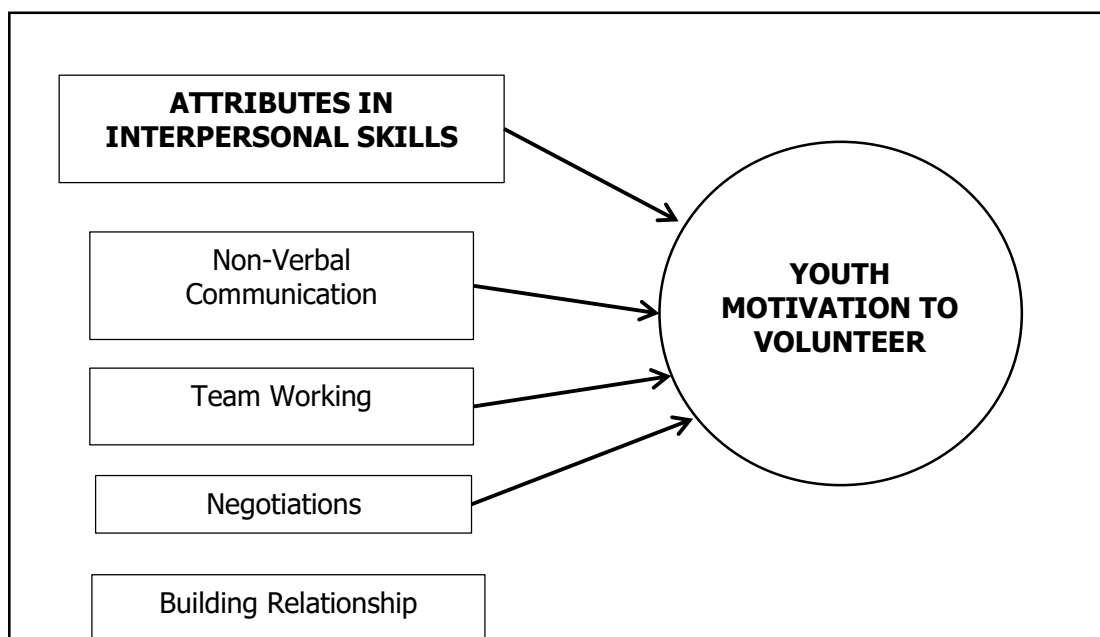 ATTRIBUTES IN
INTERPERSONAL SKILLS
Non-Verbal
Communication
Team Working
Negotiations
Building Relationship
YOUTH
MOTIVATION TO
VOLUNTEER